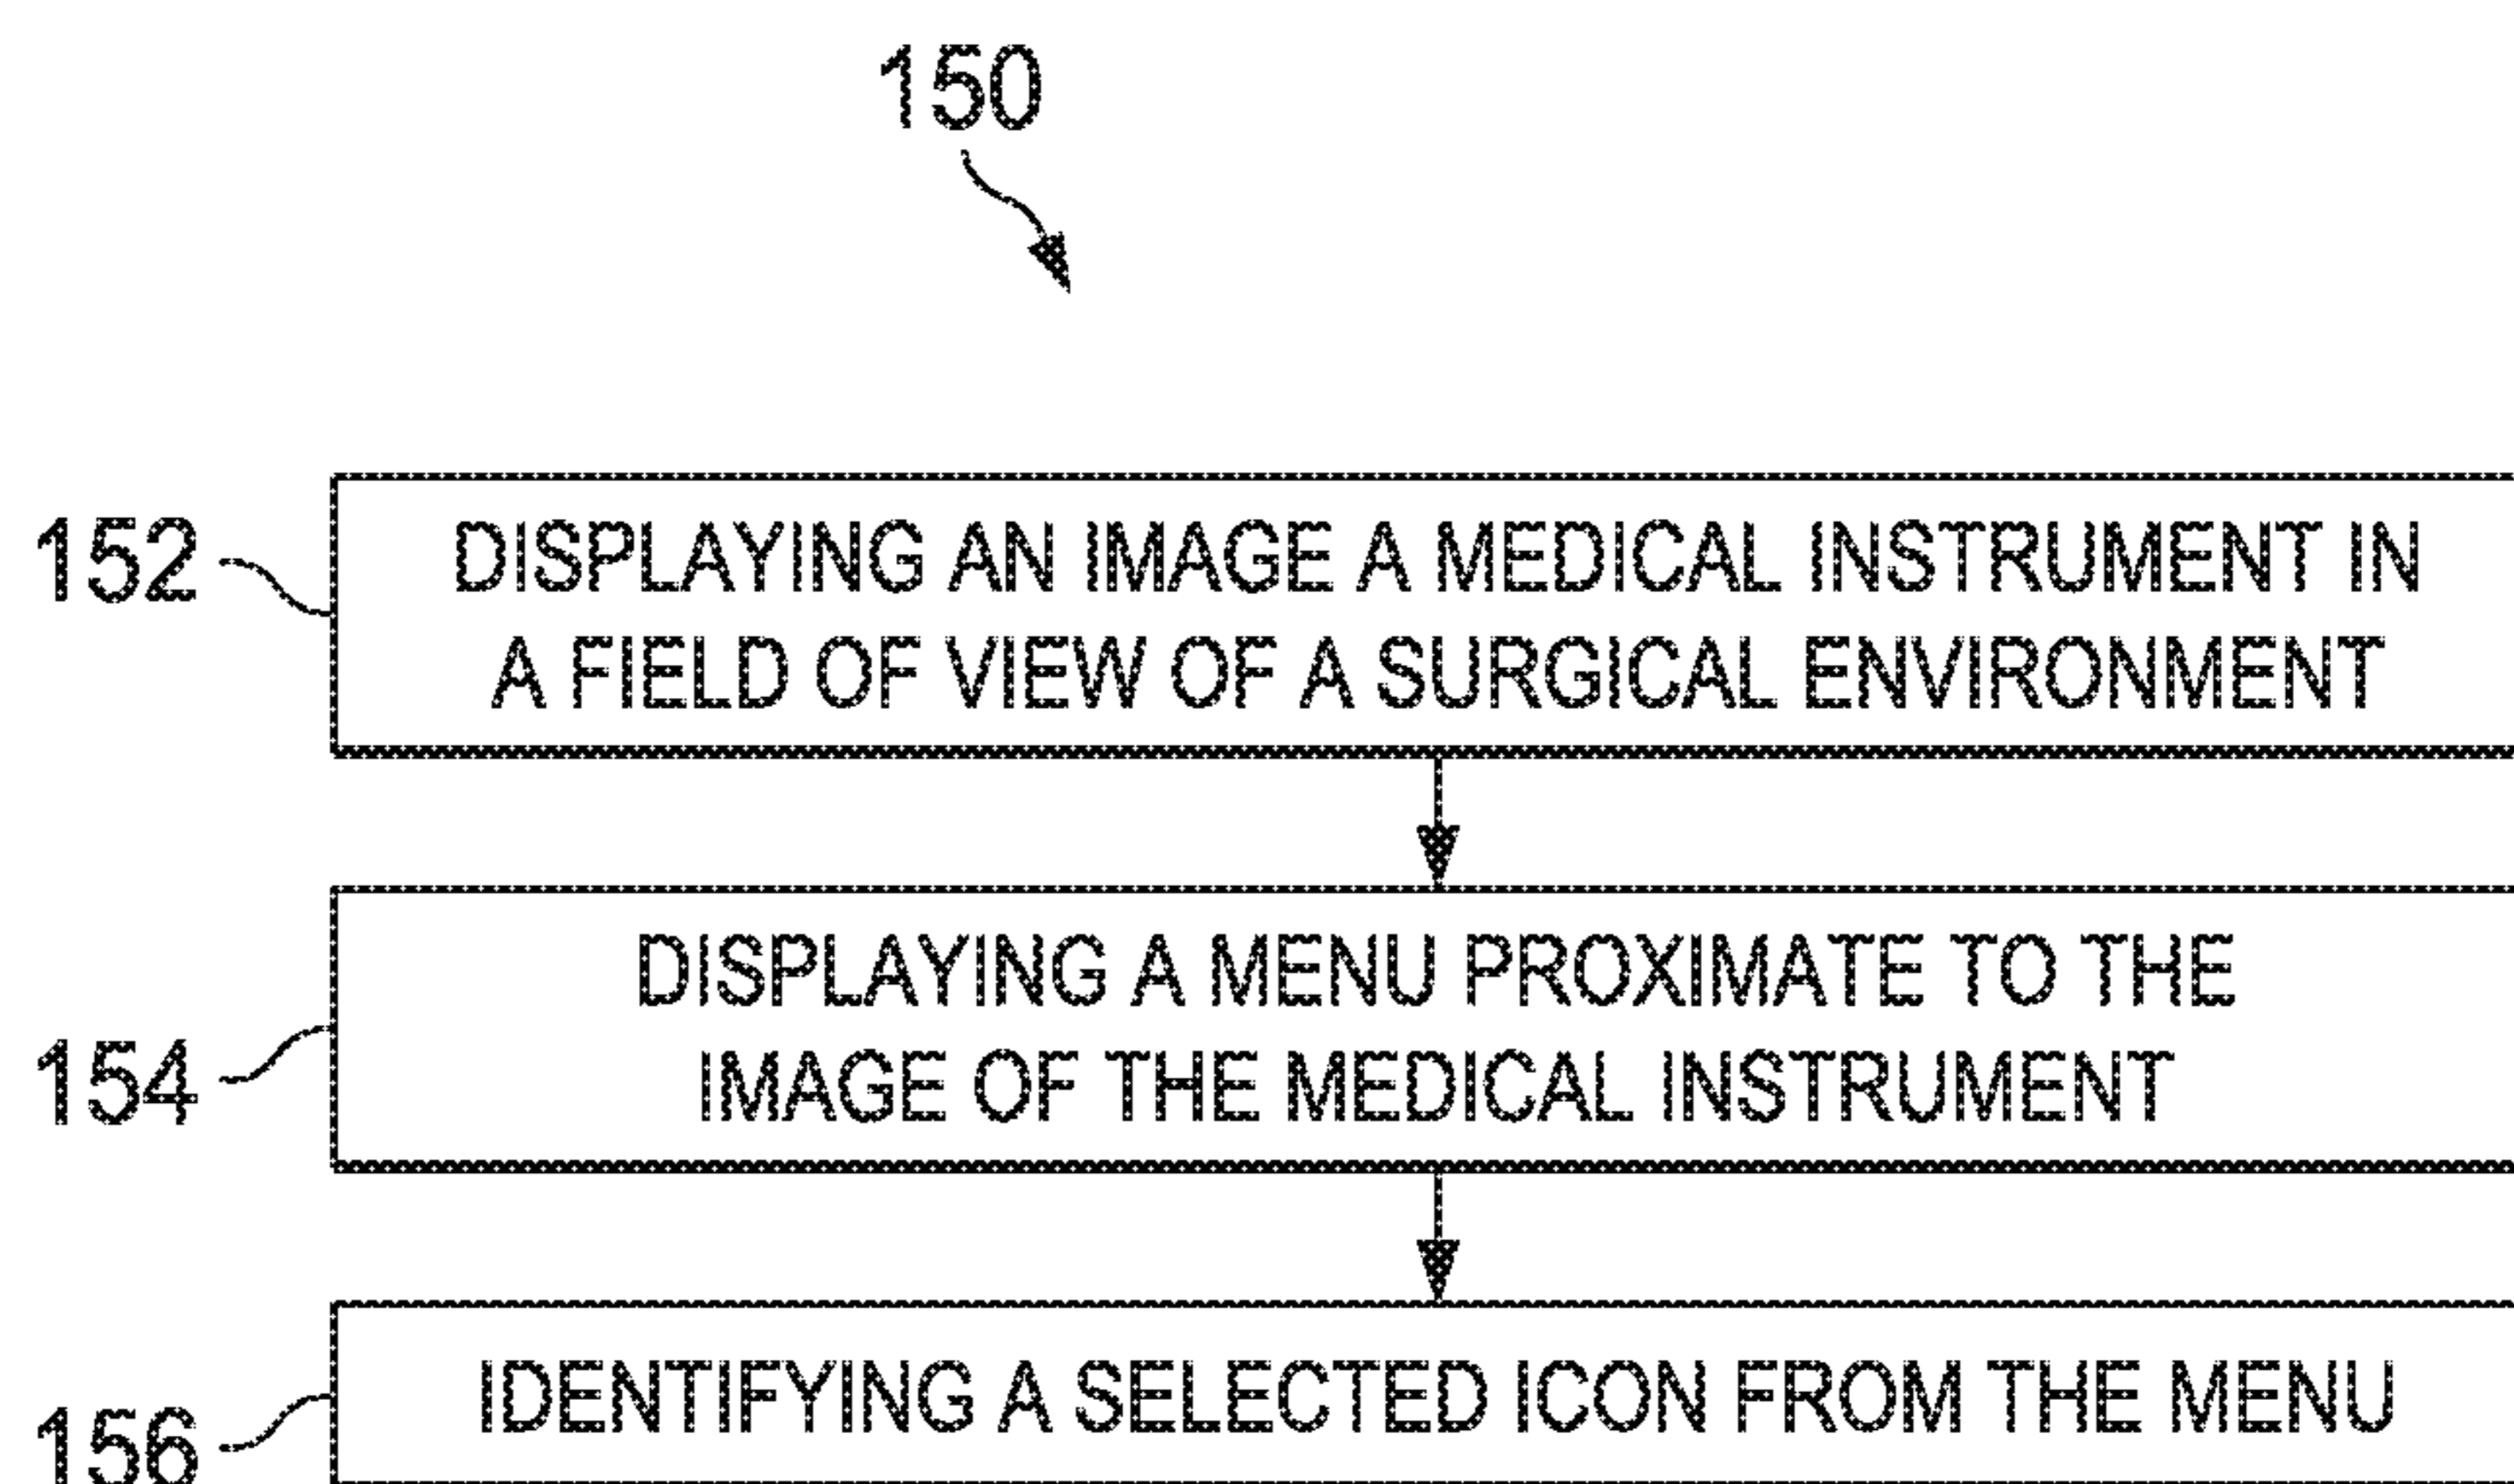 150
152
DISPLAYING AN IMAGE A MEDICAL INSTRUMENT IN
A FIELD OF VIEW OF A SURGICAL ENVIRONMENT
DISPLAYING A MENU PROXIMATE TO THE
154
IMAGE OF THE MEDICAL INSTRUMENT
156
IDENTIFYING A SELECTED ICON FROM THE MENU